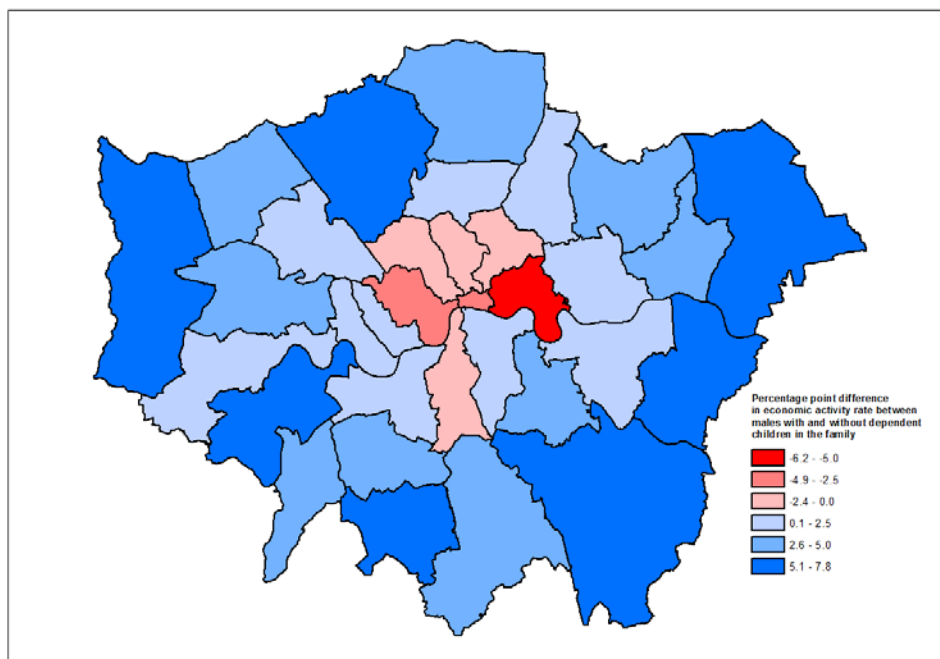 Percentage point difference
in economic activity rate between
males with and without dependent
children in the family
-6.2 - -5.0
-4.9 - -2.5
-2.4 - 0.0
0.1 - 2.5
2.6 - 5.0
5.1 - 7.8